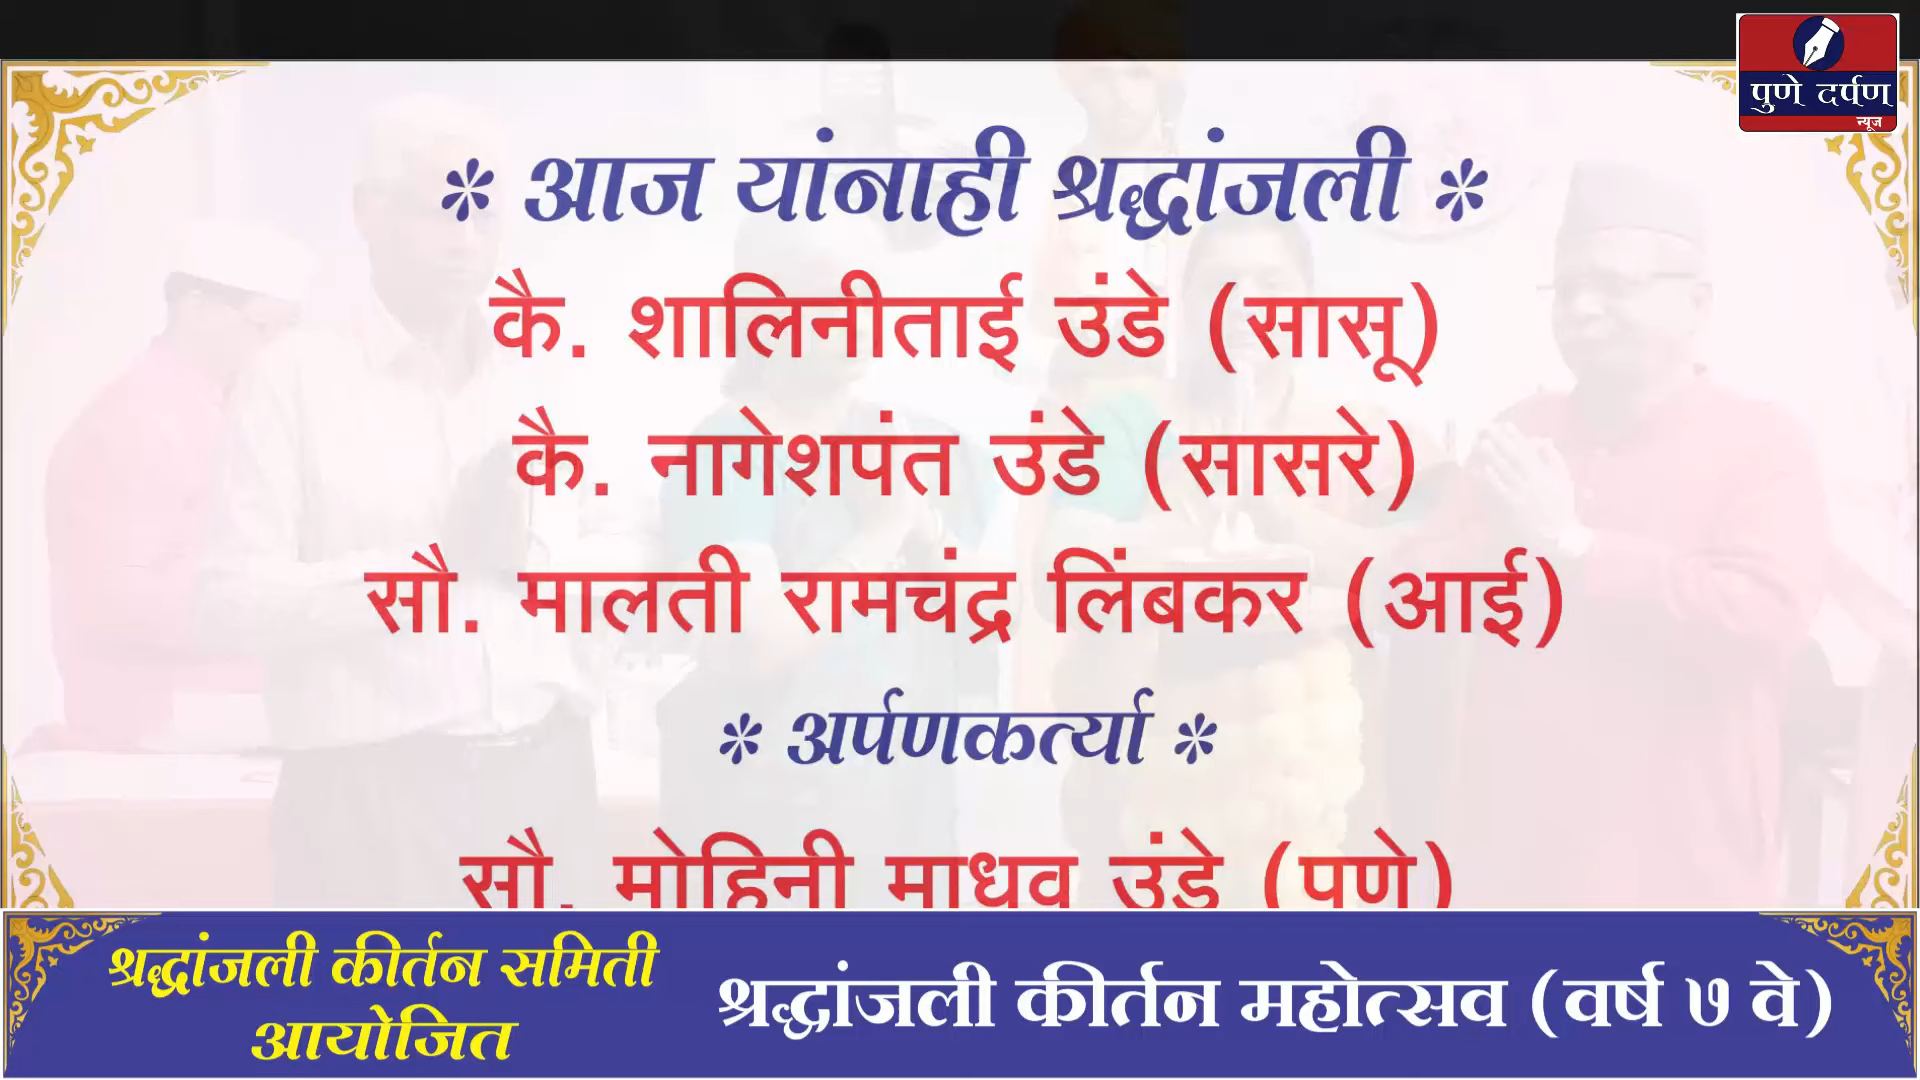 पुणे दर्पण
न्यूज
* आज यांनाही श्रद्धांजली *
कै. शालिनीताई उंडे (सासू)
कै. नागेशपंत उंडे (सासरे)
सौ. मालती रामचंद्र लिंबकर (आई)
* अर्पणकर्त्या *
सौ. मोहिनी माधव उंडे (पुणे)
श्रद्धांजली कीर्तन समिती
आयोजित
श्रद्धांजली कीर्तन महोत्सव (वर्ष ७ वे)